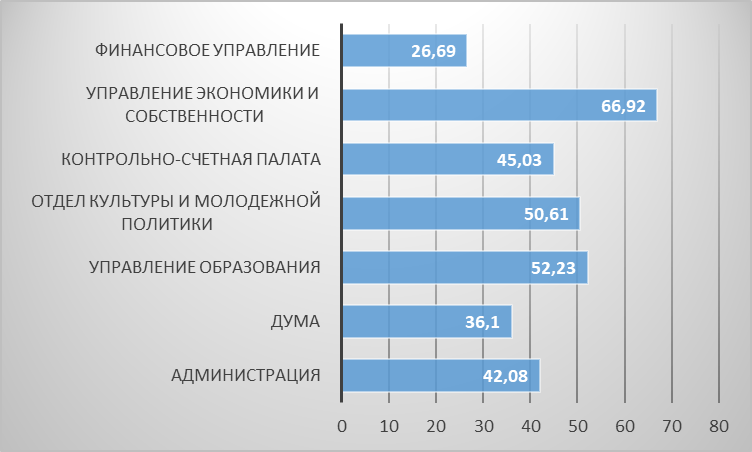 ФИНАНСОВОЕ УПРАВЛЕНИЕ
26,69
УПРАВЛЕНИЕ ЭКОНОМИКИ И
СОБСТВЕННОСТИ
66,92
КОНТРОЛЬНО-СЧЕТНАЯ ПАЛАТА
45,03
ОТДЕЛ КУЛЬТУРЫ И МОЛОДЕЖНОЙ
ПОЛИТИКИ
50,61
УПРАВЛЕНИЕ ОБРАЗОВАНИЯ
52,23
ДУМА
36,1
АДМИНИСТРАЦИЯ
42,08
0 10 20 30 40 50 60 70 80